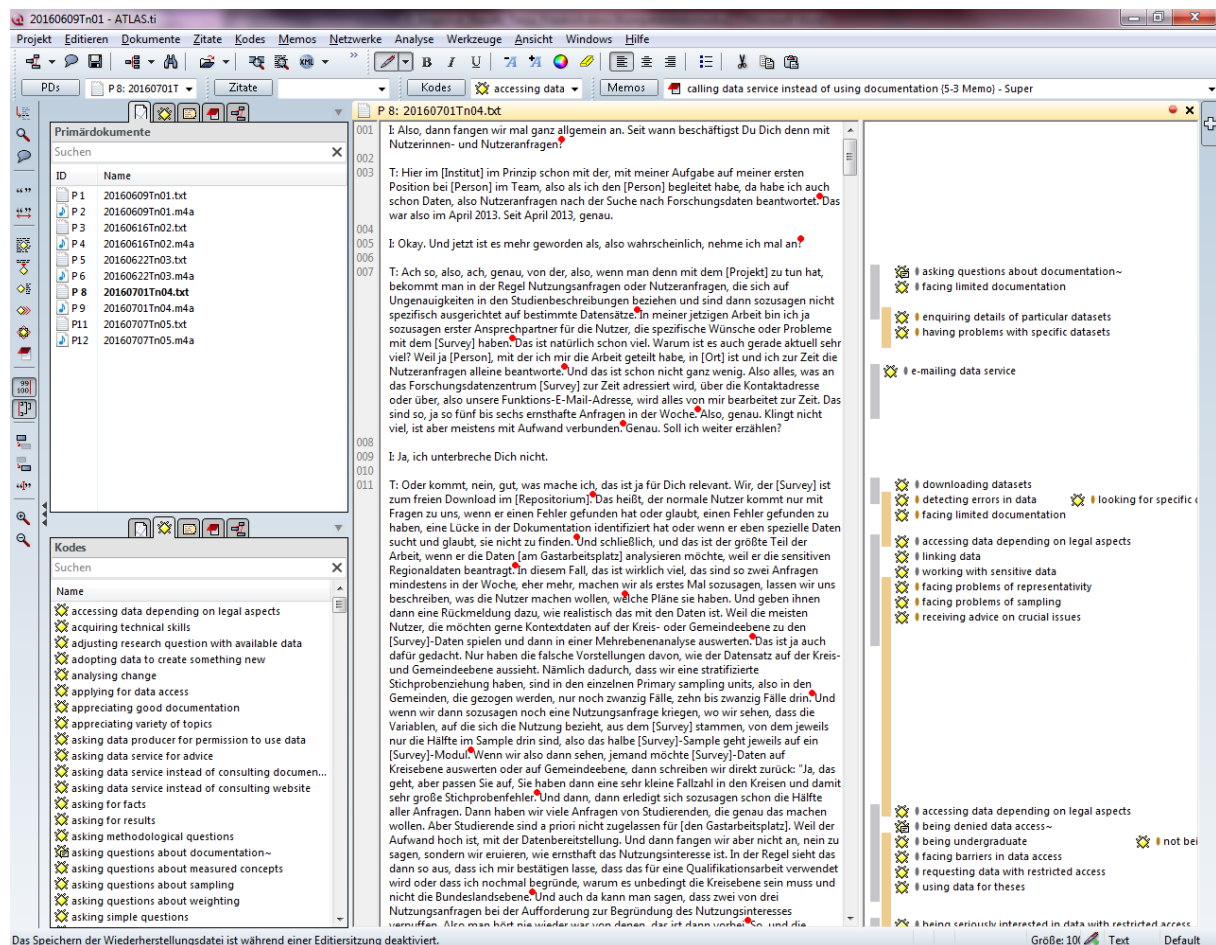 20160609Tn01 - ATLAS.ti
Projekt Editieren Dokumente Zitate Kodes Memos Netzwerke Analyse Werkzeuge Ansicht Windows Hilfe
B I U
PDs P 8: 20160701T Zitate Kodes accessing data Memos calling data service instead of using documentation {5-3 Memo} - Super
Primärdokumente
Suchen
ID Name
P 1 20160609Tn01.txt
P 2 20160609Tn01.m4a
P 3 20160616Tn02.txt
P 4 20160616Tn02.m4a
P 5 20160622Tn03.txt
P 6 20160622Tn03.m4a
P 8 20160701Tn04.txt
P 9 20160701Tn04.m4a
P11 20160707Tn05.txt
P12 20160707Tn05.m4a
Kodes
Suchen
Name
accessing data depending on legal aspects
acquiring technical skills
adjusting research question with available data
adopting data to create something new
analysing change
applying for data access
appreciating good documentation
appreciating variety of topics
asking data producer for permission to use data
asking data service for advice
asking data service instead of consulting documen...
asking data service instead of consulting website
asking for facts
asking for results
asking methodological questions
asking questions about documentation~
asking questions about measured concepts
asking questions about sampling
asking questions about weighting
asking simple questions
P 8: 20160701Tn04.txt
001 I: Also, dann fangen wir mal ganz allgemein an. Seit wann beschäftigst Du Dich denn mit
Nutzerinnen- und Nutzeranfragen?
002
003 T: Hier im [Institut] im Prinzip schon mit der, mit meiner Aufgabe auf meiner ersten
Position bei [Person] im Team, also als ich den [Person] begleitet habe, da habe ich auch
schon Daten, also Nutzeranfragen nach der Suche nach Forschungsdaten beantwortet. Das
war also im April 2013. Seit April 2013, genau.
004
005 I: Okay. Und jetzt ist es mehr geworden als, also wahrscheinlich, nehme ich mal an?
006
007 T: Ach so, also, ach, genau, von der, also, wenn man denn mit dem [Projekt] zu tun hat,
bekommt man in der Regel Nutzungsanfragen oder Nutzeranfragen, die sich auf
Ungenauigkeiten in den Studienbeschreibungen beziehen und sind dann sozusagen nicht
spezifisch ausgerichtet auf bestimmte Datensätze. In meiner jetzigen Arbeit bin ich ja
sozusagen erster Ansprechpartner für die Nutzer, die spezifische Wünsche oder Probleme
mit dem [Survey] haben. Das ist natürlich schon viel. Warum ist es auch gerade aktuell sehr
viel? Weil ja [Person], mit der ich mir die Arbeit geteilt habe, in [Ort] ist und ich zur Zeit die
Nutzeranfragen alleine beantworte. Und das ist schon nicht ganz wenig. Also alles, was an
das Forschungsdatenzentrum [Survey] zur Zeit adressiert wird, über die Kontaktadresse
oder über, also unsere Funktions-E-Mail-Adresse, wird alles von mir bearbeitet zur Zeit. Das
sind so, ja so fünf bis sechs ernsthafte Anfragen in der Woche. Also, genau. Klingt nicht
viel, ist aber meistens mit Aufwand verbunden. Genau. Soll ich weiter erzählen?
008
009 I: Ja, ich unterbreche Dich nicht.
010
011 T: Oder kommt, nein, gut, was mache ich, das ist ja für Dich relevant. Wir, der [Survey] ist
zum freien Download im [Repositorium]. Das heißt, der normale Nutzer kommt nur mit
Fragen zu uns, wenn er einen Fehler gefunden hat oder glaubt, einen Fehler gefunden zu
haben, eine Lücke in der Dokumentation identifiziert hat oder wenn er eben spezielle Daten
sucht und glaubt, sie nicht zu finden. Und schließlich, und das ist der größte Teil der
Arbeit, wenn er die Daten [am Gastarbeitsplatz] analysieren möchte, weil er die sensitiven
Regionaldaten beantragt. In diesem Fall, das ist wirklich viel, das sind so zwei Anfragen
mindestens in der Woche, eher mehr, machen wir als erstes Mal sozusagen, lassen wir uns
beschreiben, was die Nutzer machen wollen, welche Pläne sie haben. Und geben ihnen
dann eine Rückmeldung dazu, wie realistisch das mit den Daten ist. Weil die meisten
Nutzer, die möchten gerne Kontextdaten auf der Kreis- oder Gemeindeebene zu den
[Survey]-Daten spielen und dann in einer Mehrebenenanalyse auswerten. Das ist ja auch
dafür gedacht. Nur haben die falsche Vorstellungen davon, wie der Datensatz auf der Kreis-
und Gemeindeebene aussieht. Nämlich dadurch, dass wir eine stratifizierte
Stichprobenziehung haben, sind in den einzelnen Primary sampling units, also in den
Gemeinden, die gezogen werden, nur noch zwanzig Fälle, zehn bis zwanzig Fälle drin. Und
wenn wir dann sozusagen noch eine Nutzungsanfrage kriegen, wo wir sehen, dass die
Variablen, auf die sich die Nutzung bezieht, aus dem [Survey] stammen, von dem jeweils
nur die Hälfte im Sample drin sind, also das halbe [Survey]-Sample geht jeweils auf ein
[Survey]-Modul. Wenn wir also dann sehen, jemand möchte [Survey]-Daten auf
Kreisebene auswerten oder auf Gemeindeebene, dann schreiben wir direkt zurück: "Ja, das
geht, aber passen Sie auf, Sie haben dann eine sehr kleine Fallzahl in den Kreisen und damit
sehr große Stichprobenfehler. Und dann, dann erledigt sich sozusagen schon die Hälfte
aller Anfragen. Dann haben wir viele Anfragen von Studierenden, die genau das machen
wollen. Aber Studierende sind a priori nicht zugelassen für [den Gastarbeitsplatz]. Weil der
Aufwand hoch ist, mit der Datenbereitstellung. Und dann fangen wir aber nicht an, nein zu
sagen, sondern wir eruieren, wie ernsthaft das Nutzungsinteresse ist. In der Regel sieht das
dann so aus, dass ich mir bestätigen lasse, dass das für eine Qualifikationsarbeit verwendet
wird oder dass ich nochmal begründe, warum es unbedingt die Kreisebene sein muss und
nicht die Bundeslandsebene. Und auch da kann man sagen, dass zwei von drei
Nutzungsanfragen bei der Aufforderung zur Begründung des Nutzungsinteresses
verpuffen. Also man hört nie wieder was von denen, das ist dann vorbei. So, und die
asking questions about documentation~
facing limited documentation
enquiring details of particular datasets
having problems with specific datasets
e-mailing data service
downloading datasets
detecting errors in data looking for specific
facing limited documentation
accessing data depending on legal aspects
linking data
working with sensitive data
facing problems of representativity
facing problems of sampling
receiving advice on crucial issues
accessing data depending on legal aspects
being denied data access~
being undergraduate not bei
facing barriers in data access
requesting data with restricted access
using data for theses
being seriously interested in data with restricted access
Das Speichern der Wiederherstellungsdatei ist während einer Editiersitzung deaktiviert. Größe: 10 Text Default